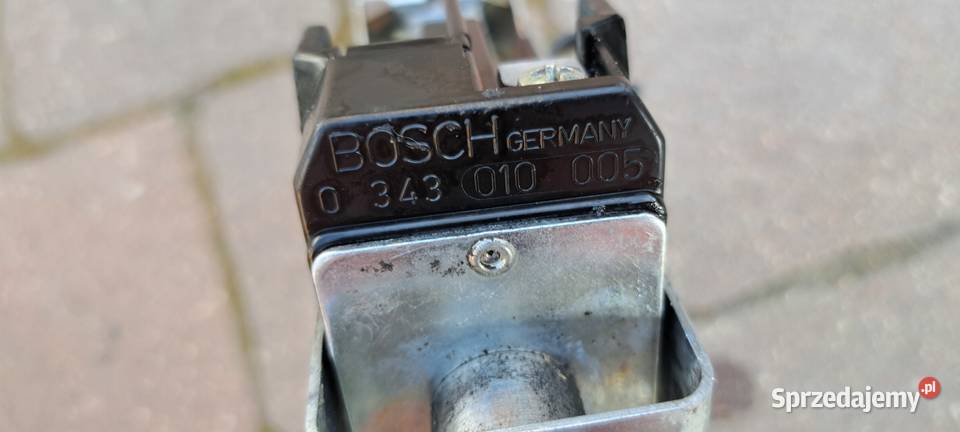 BOSCH GERMANY
0 343 010 005
Sprzedajemy.pl